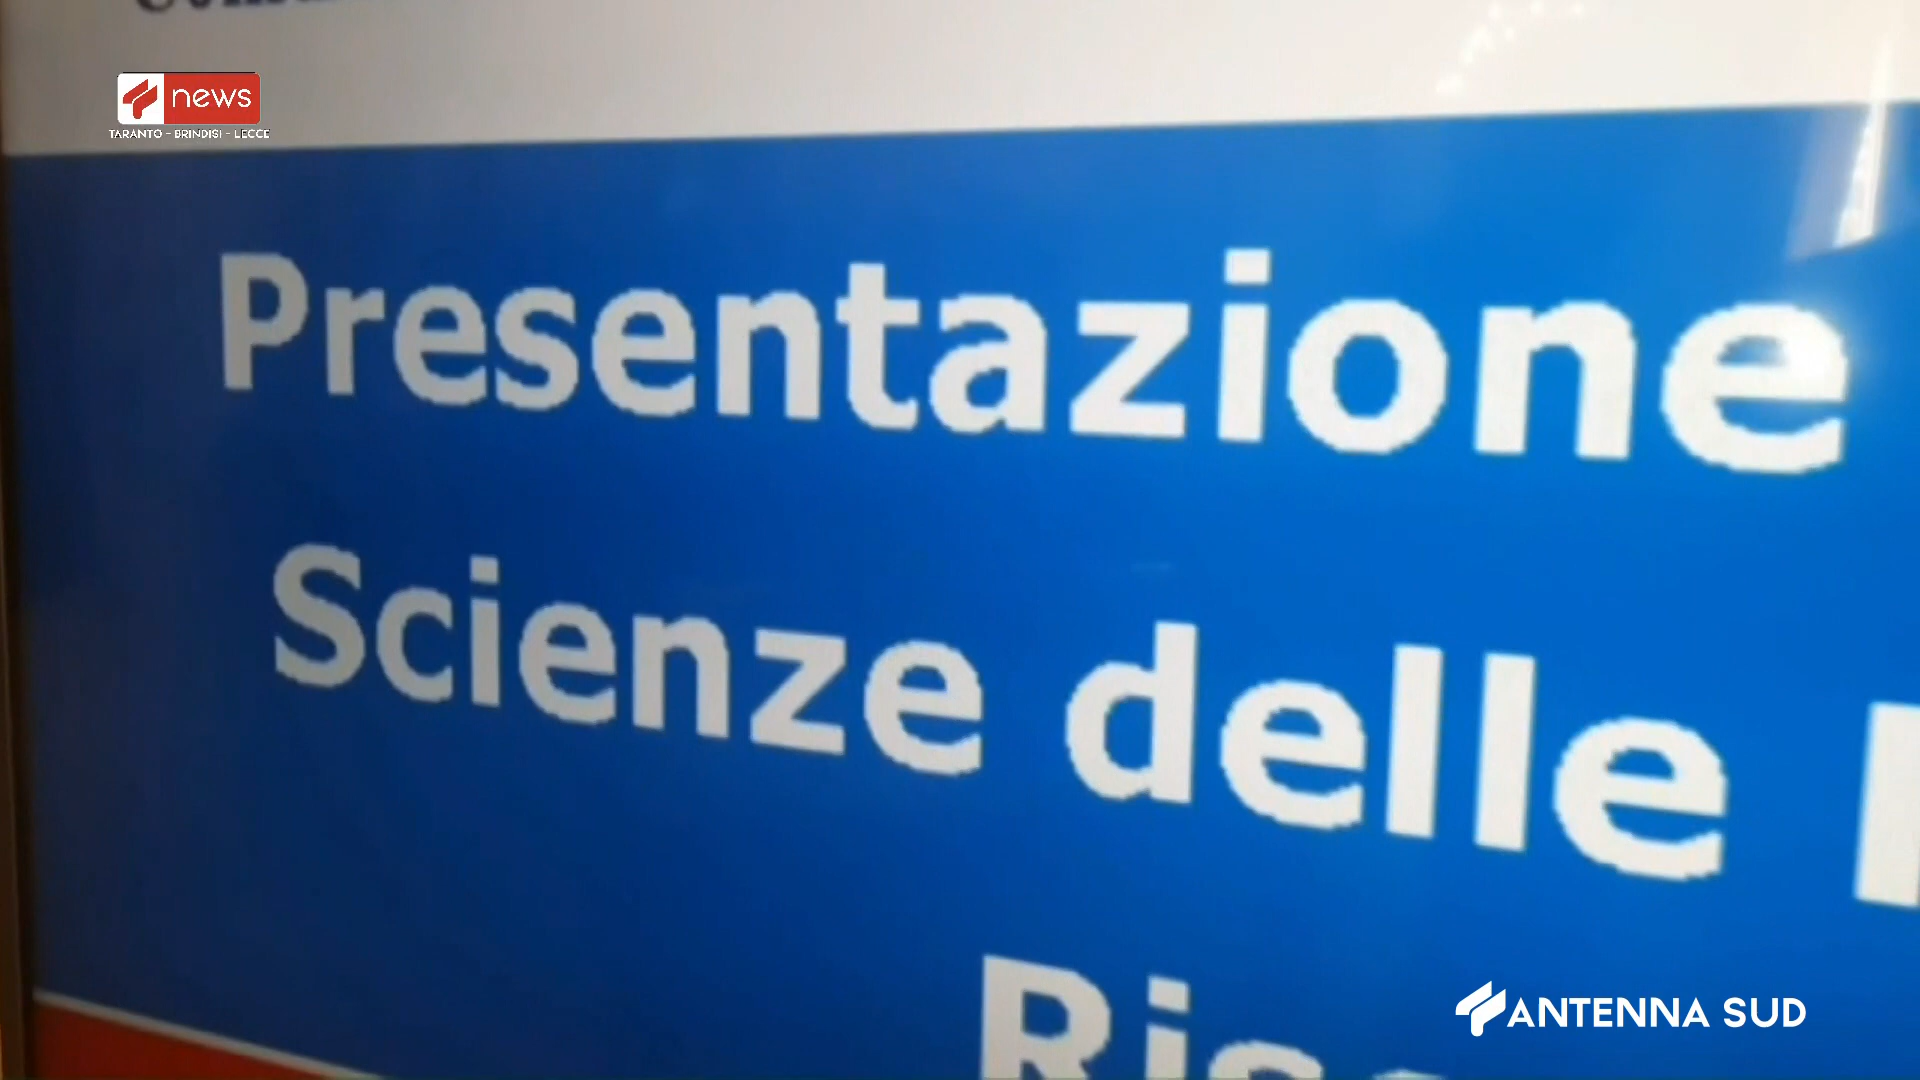 news
TARANTO - BRINDISI - LECCE
Presentazione
Scienze delle
ANTENNA SUD